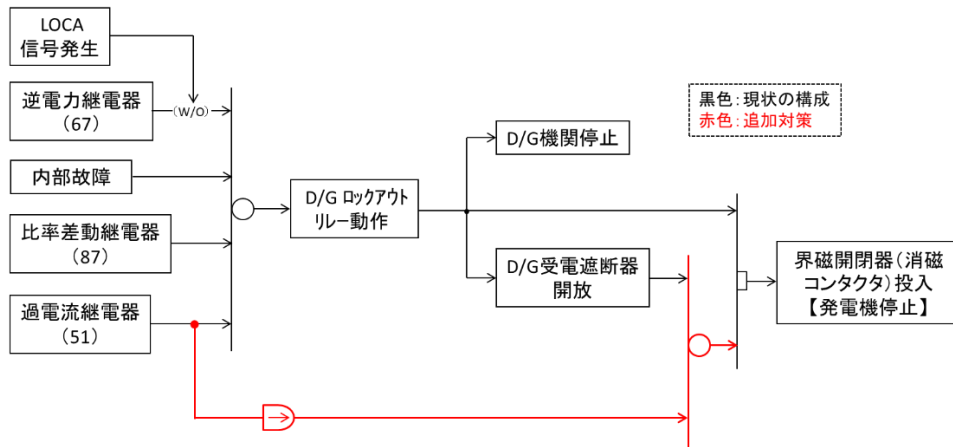 LOCA
信号発生
逆電力継電器
(67)
(W/O)
内部故障
比率差動継電器
(87)
過電流継電器
(51)
D/G ロックアウト
リレー動作
D/G機関停止
D/G受電遮断器
開放
黒色：現状の構成
赤色：追加対策
界磁開閉器(消磁
コンタクタ)投入
【発電機停止】